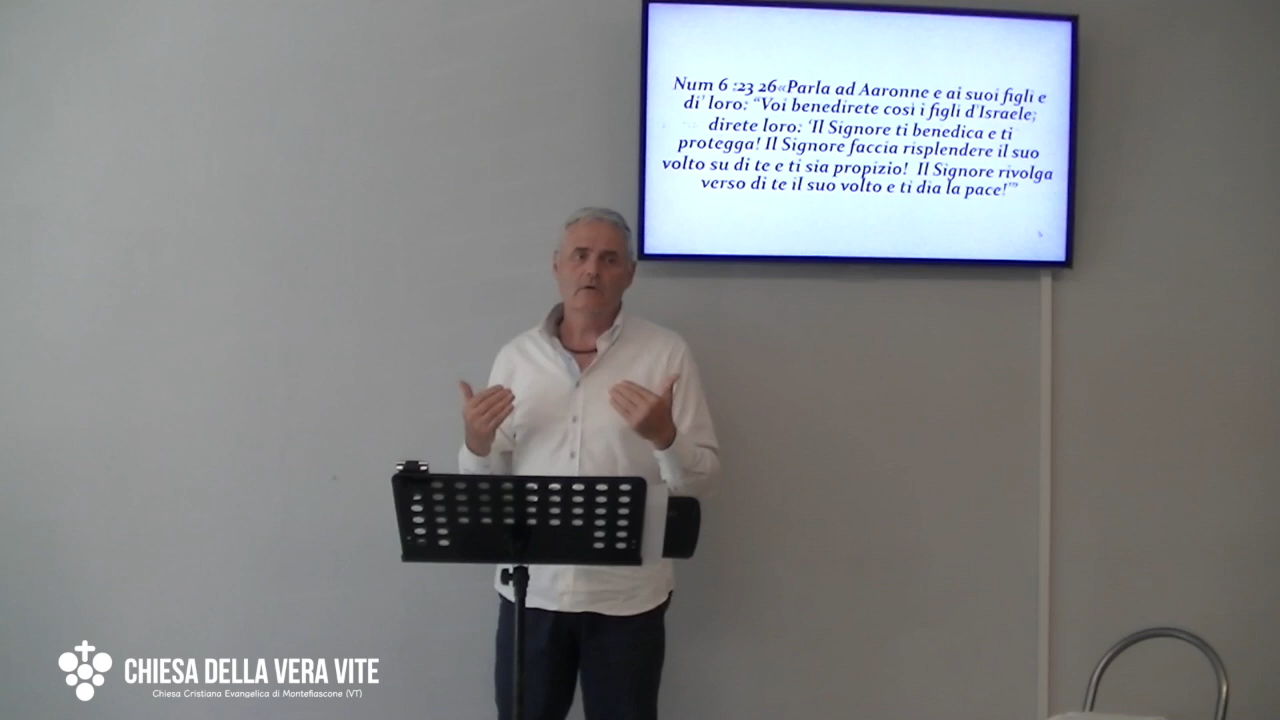 Num 6 :23 26«Parla ad Aaronne e ai suoi figli e
di' loro: "Voi benedirete così i figli d'Israele;
direte loro: 'Il Signore ti benedica e ti
protegga! Il Signore faccia risplendere il suo
volto su di te e ti sia propizio! Il Signore rivolga
verso di te il suo volto e ti dia la pace!'"
CHIESA DELLA VERA VITE
Chiesa Cristiana Evangelica di Montefiascone (VT)